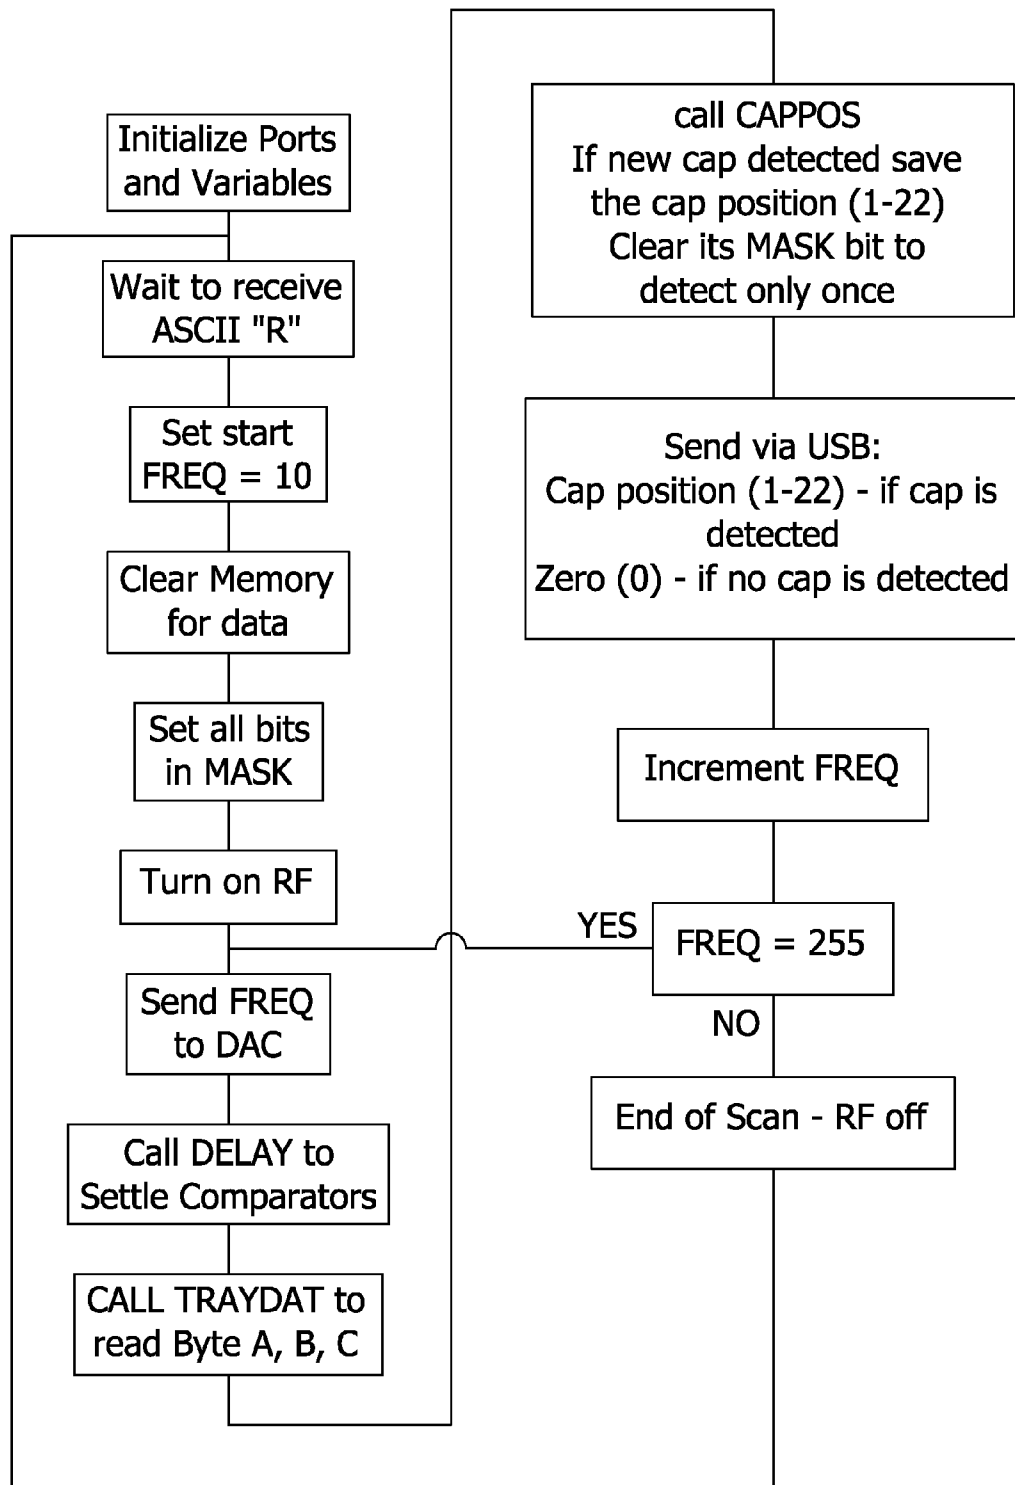 Initialize Ports
and Variables
Wait to receive
ASCII "R"
Set start
FREQ = 10
Clear Memory
for data
Set all bits
in MASK
Turn on RF
Send FREQ
to DAC
Call DELAY to
Settle Comparators
CALL TRAYDAT to
read Byte A, B, C
call CAPPOS
If new cap detected save
the cap position (1-22)
Clear its MASK bit to
detect only once
Send via USB:
Cap position (1-22) - if cap is
detected
Zero (0) - if no cap is detected
Increment FREQ
YES
FREQ = 255
NO
End of Scan - RF off